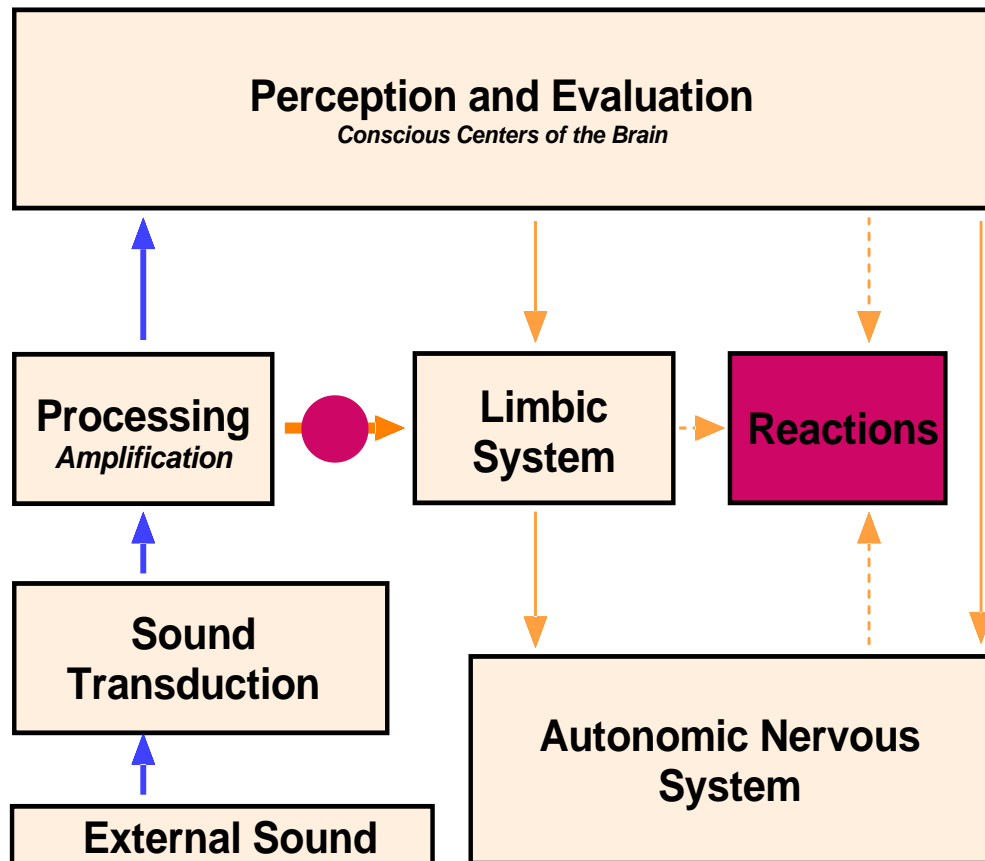 Perception and Evaluation
Conscious Centers of the Brain
Processing
Amplification
Limbic
System
Reactions
Sound
Transduction
Autonomic Nervous
System
External Sound